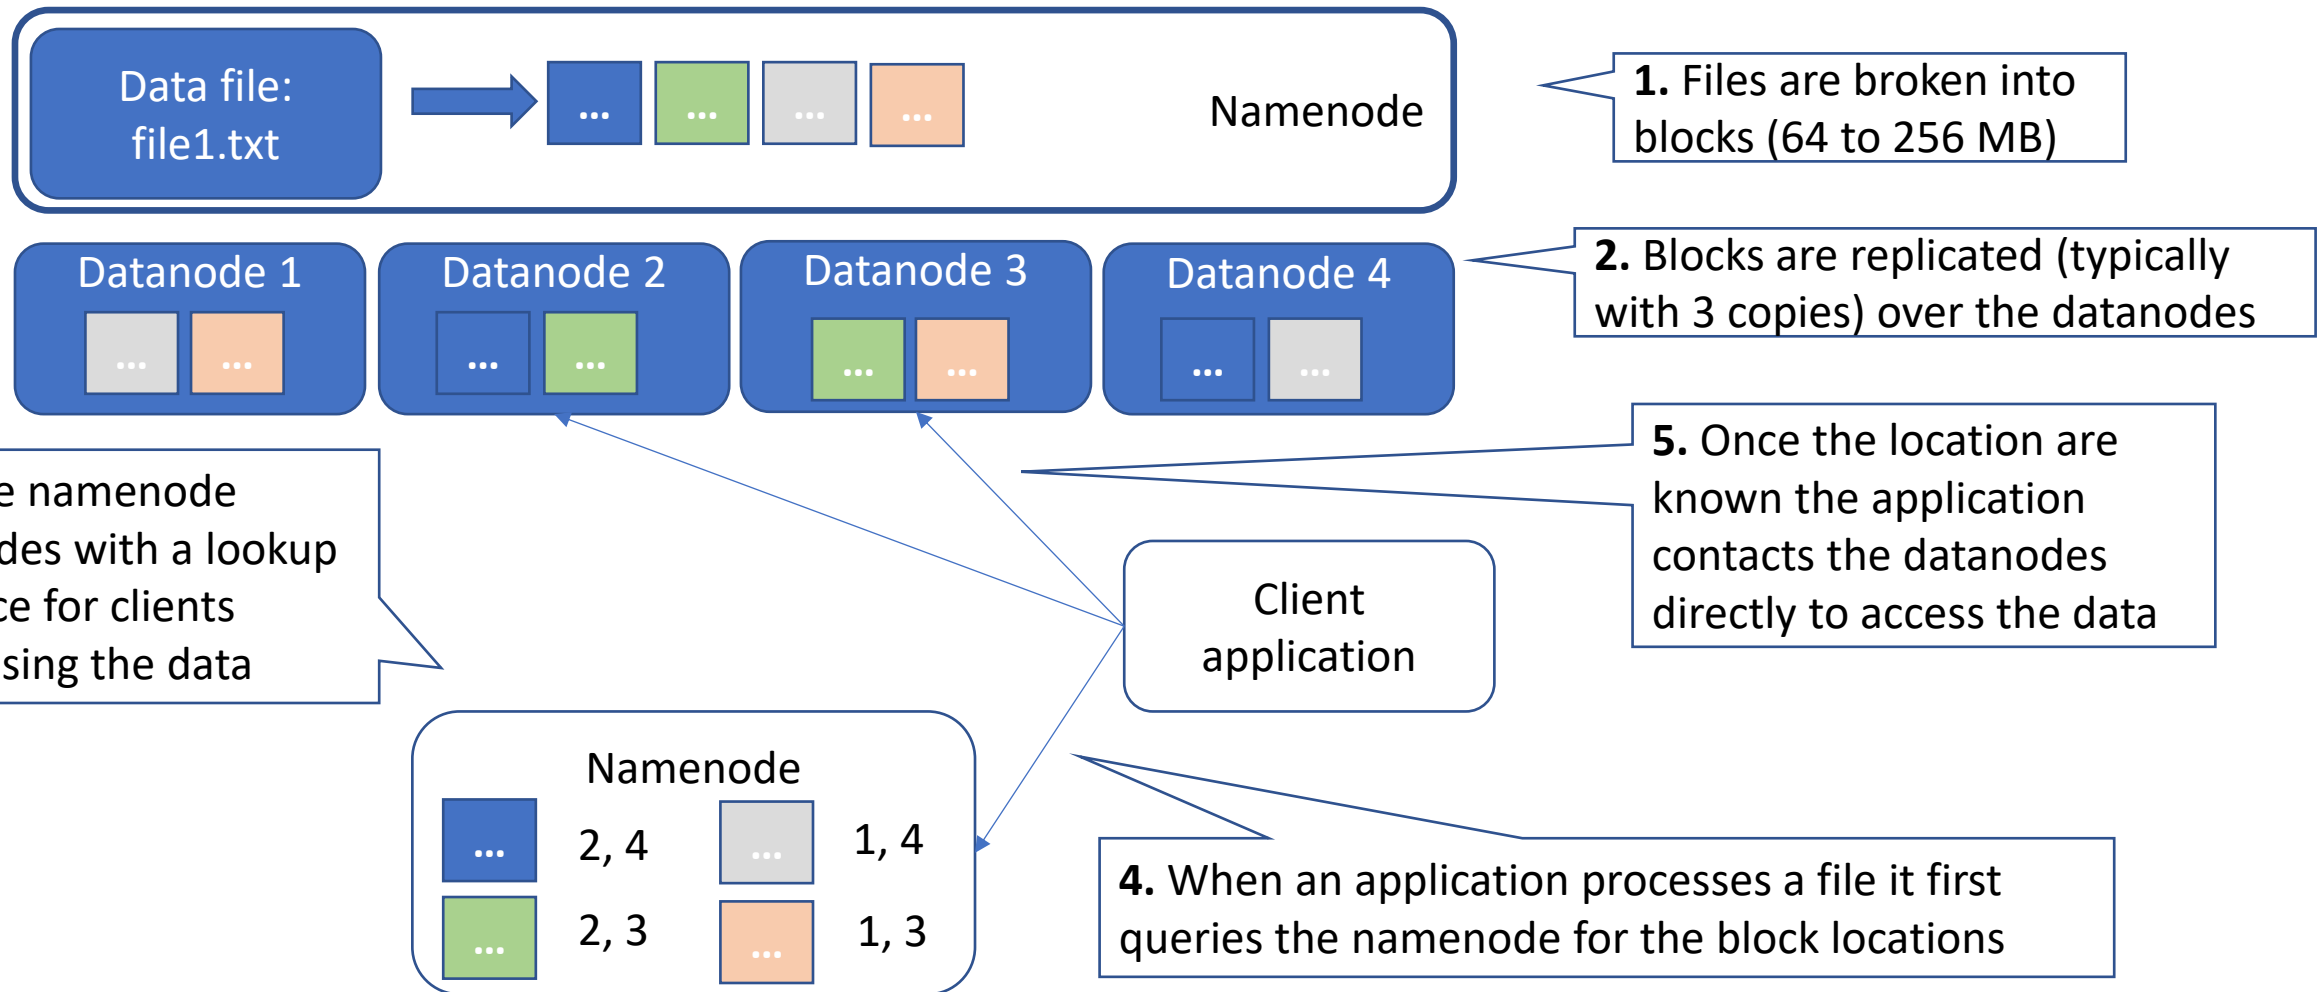 Data file:
file1.txt
...
...
...
...
Namenode
1. Files are broken into
blocks (64 to 256 MB)
Datanode 1
...
...
Datanode 2
...
...
Datanode 3
...
...
Datanode 4
...
...
2. Blocks are replicated (typically
with 3 copies) over the datanodes
namenode
with a lookup
for clients
the data
5. Once the location are
known the application
contacts the datanodes
directly to access the data
Client
application
Namenode
...
2, 4
...
1, 4
...
2, 3
...
1, 3
4. When an application processes a file it first
queries the namenode for the block locations